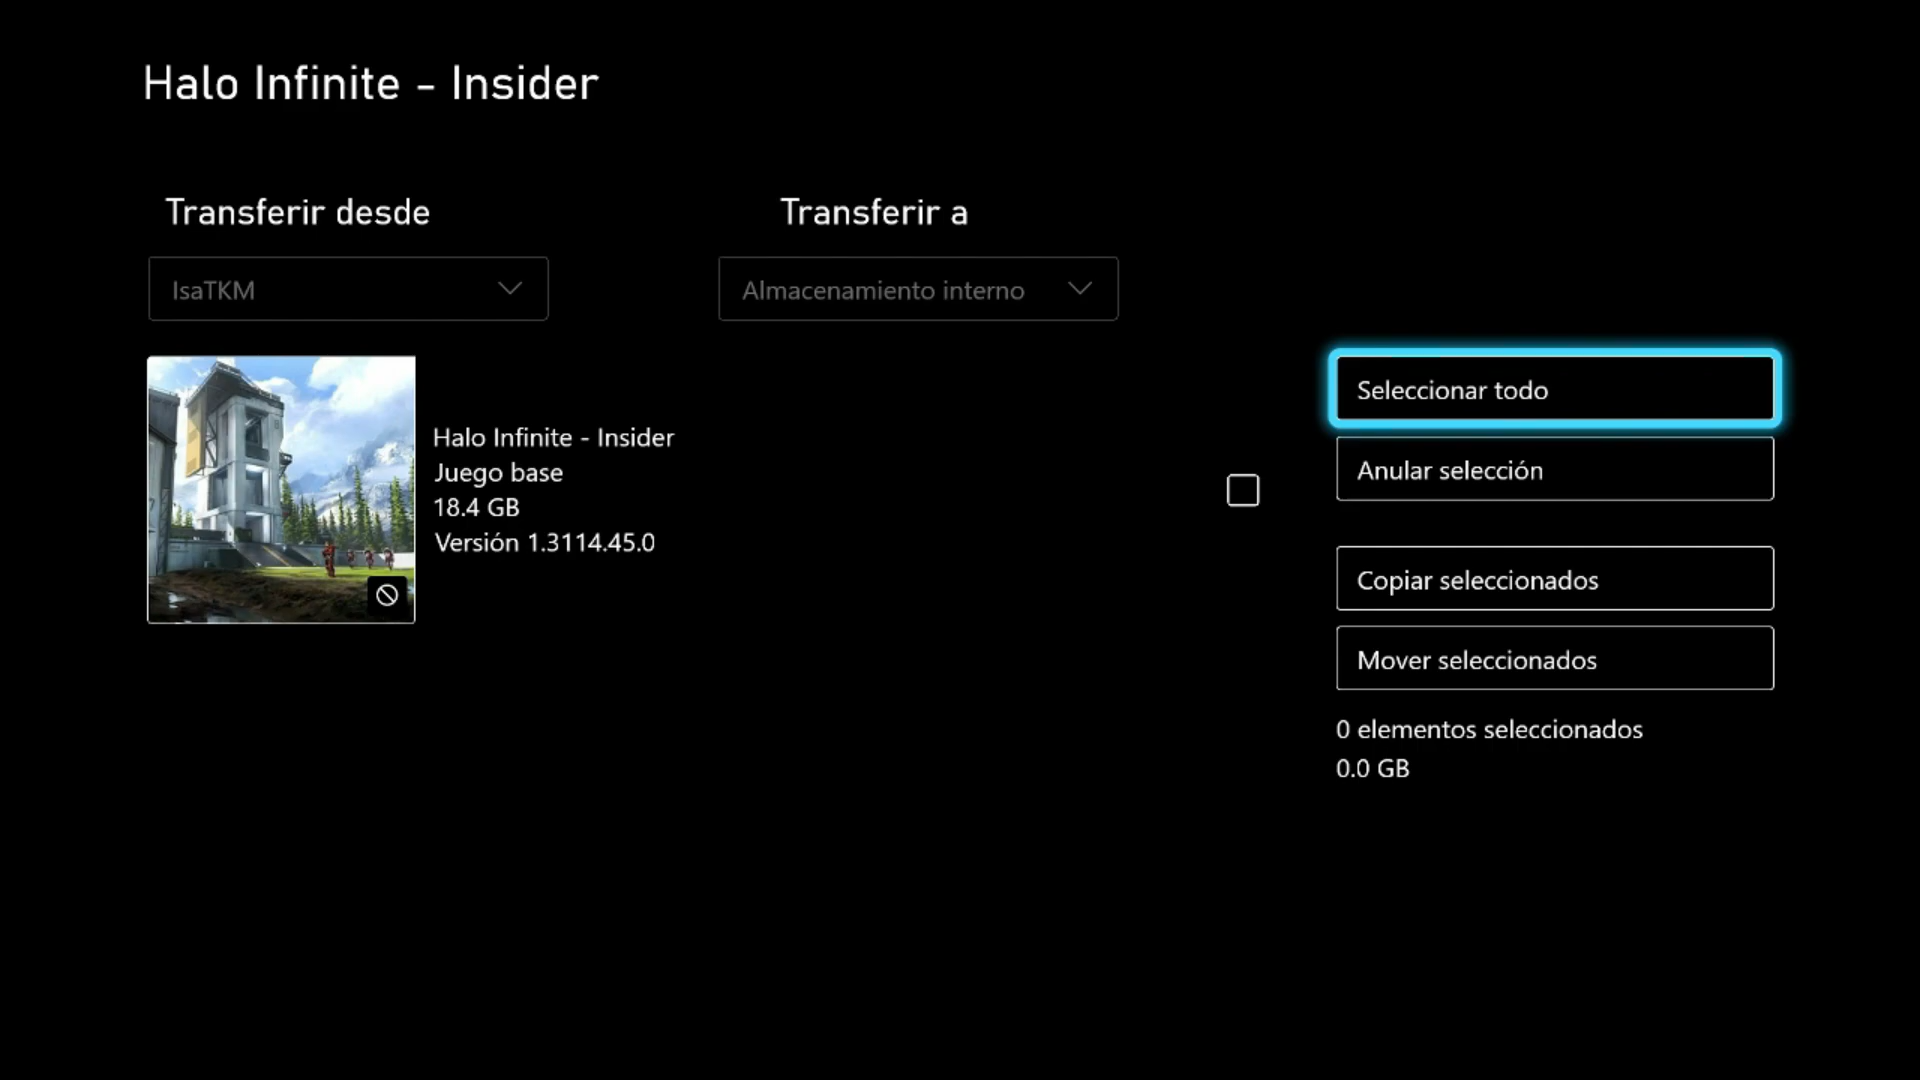 Halo Infinite - Insider
Transferir desde
Transferir a
IsaTKM
Almacenamiento interno
Halo Infinite - Insider
Juego base
18.4 GB
Versión 1.3114.45.0
Seleccionar todo
Anular selección
Copiar seleccionados
Mover seleccionados
0 elementos seleccionados
0.0 GB